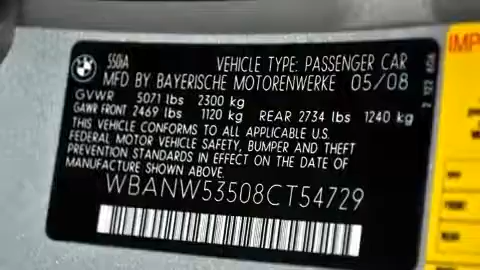 550iA VEHICLE TYPE: PASSENGER CAR
MFD BY BAYERISCHE MOTORENWERKE 05/08
GVWR 5071 lbs 2300 kg
GAWR FRONT 2469 lbs 1120 kg REAR 2734 lbs 1240 kg
THIS VEHICLE CONFORMS TO ALL APPLICABLE U.S.
FEDERAL MOTOR VEHICLE SAFETY, BUMPER AND THEFT
PREVENTION STANDARDS IN EFFECT ON THE DATE OF
MANUFACTURE SHOWN ABOVE.
WBANW53508CT54729
IMP